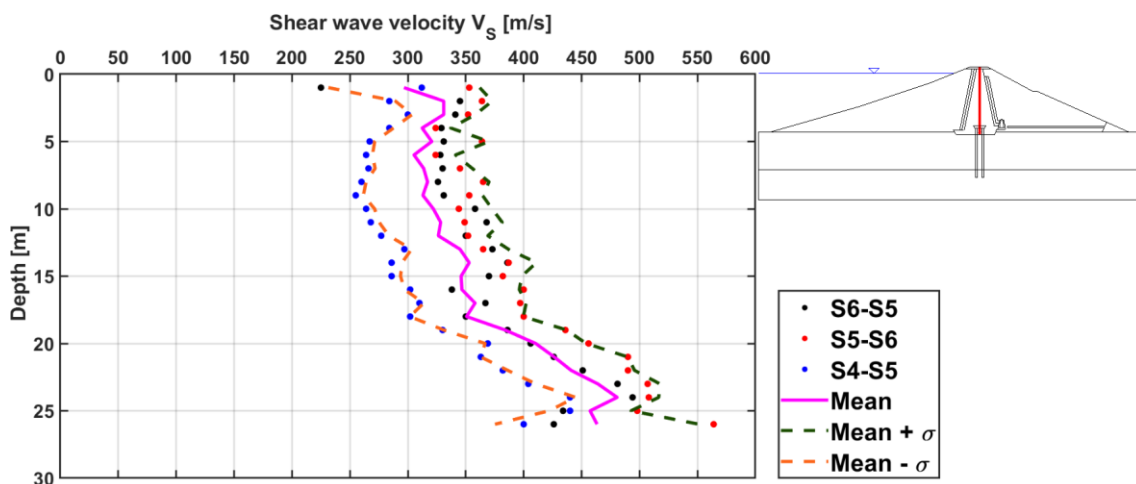 Shear wave velocity V_S [m/s]
0 50 100 150 200 250 300 350 400 450 500 550 600
0
5
10
15
20
25
30
Depth [m]
S6-S5
S5-S6
S4-S5
Mean
Mean + σ
Mean - σ